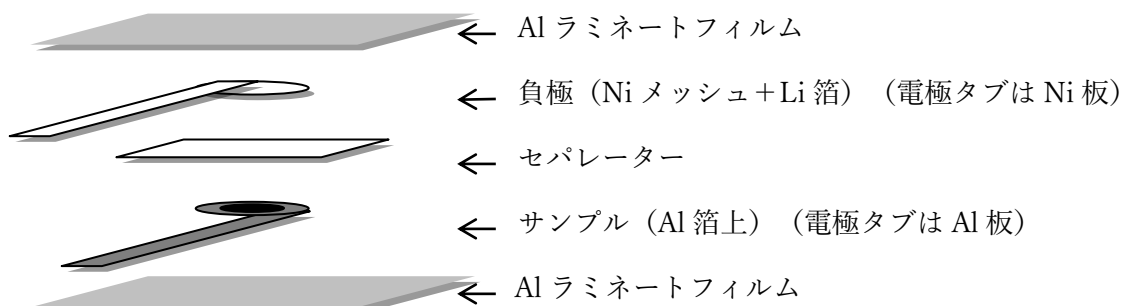 Al ラミネートフィルム
負極（Ni メッシュ＋Li 箔）（電極タブは Ni 板）
セパレーター
サンプル（Al 箔上）（電極タブは Al 板）
Al ラミネートフィルム